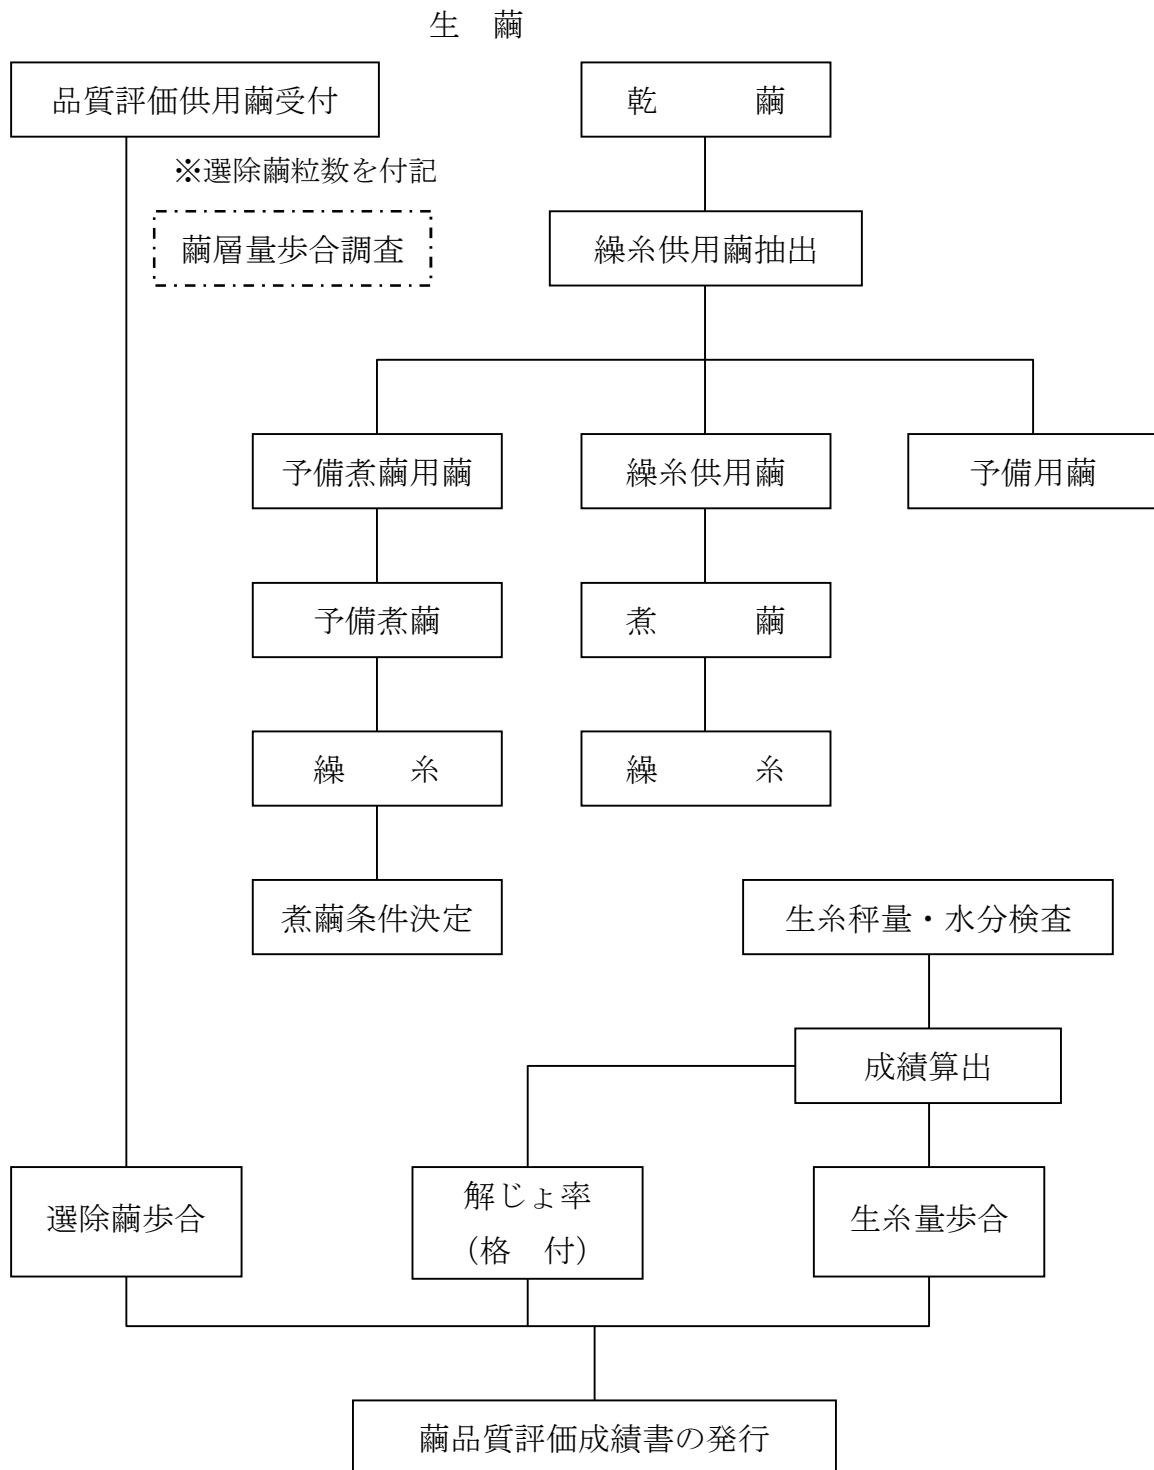 生　繭
品質評価供用繭受付
乾　　　繭
※選除繭粒数を付記
繭層量歩合調査
繰糸供用繭抽出
予備煮繭用繭
繰糸供用繭
予備用繭
予備煮繭
煮　　　繭
繰　　糸
繰　　　糸
煮繭条件決定
生糸秤量・水分検査
成績算出
選除繭歩合
解じょ率
（格　付）
生糸量歩合
繭品質評価成績書の発行